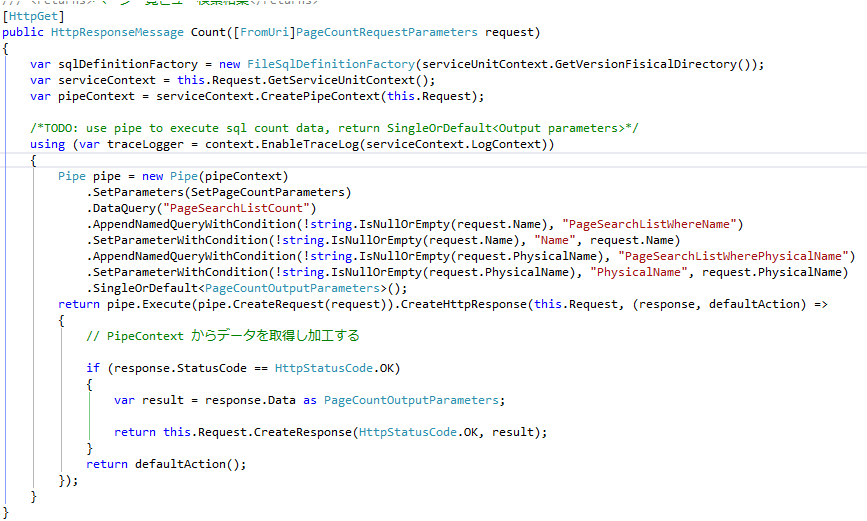 [HttpGet]
public HttpResponseMessage Count([FromUri]PageCountRequestParameters request)
{
var sqlDefinitionFactory = new FileSqlDefinitionFactory(serviceUnitContext.GetVersionFisicalDirectory());
var serviceContext = this.Request.GetServiceUnitContext();
var pipeContext = serviceContext.CreatePipeContext(this.Request);
/*TODO: use pipe to execute sql count data, return SingleOrDefault<Output parameters>*/
using (var traceLogger = context.EnableTraceLog(serviceContext.LogContext))
{
Pipe pipe = new Pipe(pipeContext)
.SetParameters(SetPageCountParameters)
.DataQuery("PageSearchListCount")
.AppendNamedQueryWithCondition(!string.IsNullOrEmpty(request.Name), "PageSearchListWhereName")
.SetParameterWithCondition(!string.IsNullOrEmpty(request.Name), "Name", request.Name)
.AppendNamedQueryWithCondition(!string.IsNullOrEmpty(request.PhysicalName), "PageSearchListWherePhysicalName")
.SetParameterWithCondition(!string.IsNullOrEmpty(request.PhysicalName), "PhysicalName", request.PhysicalName)
.SingleOrDefault<PageCountOutputParameters>();
return pipe.Execute(pipe.CreateRequest(request)).CreateHttpResponse(this.Request, (response, defaultAction) =>
{
// PipeContext からデータを取得し加工する
if (response.StatusCode == HttpStatusCode.OK)
{
var result = response.Data as PageCountOutputParameters;
return this.Request.CreateResponse(HttpStatusCode.OK, result);
}
return defaultAction();
});
}
}